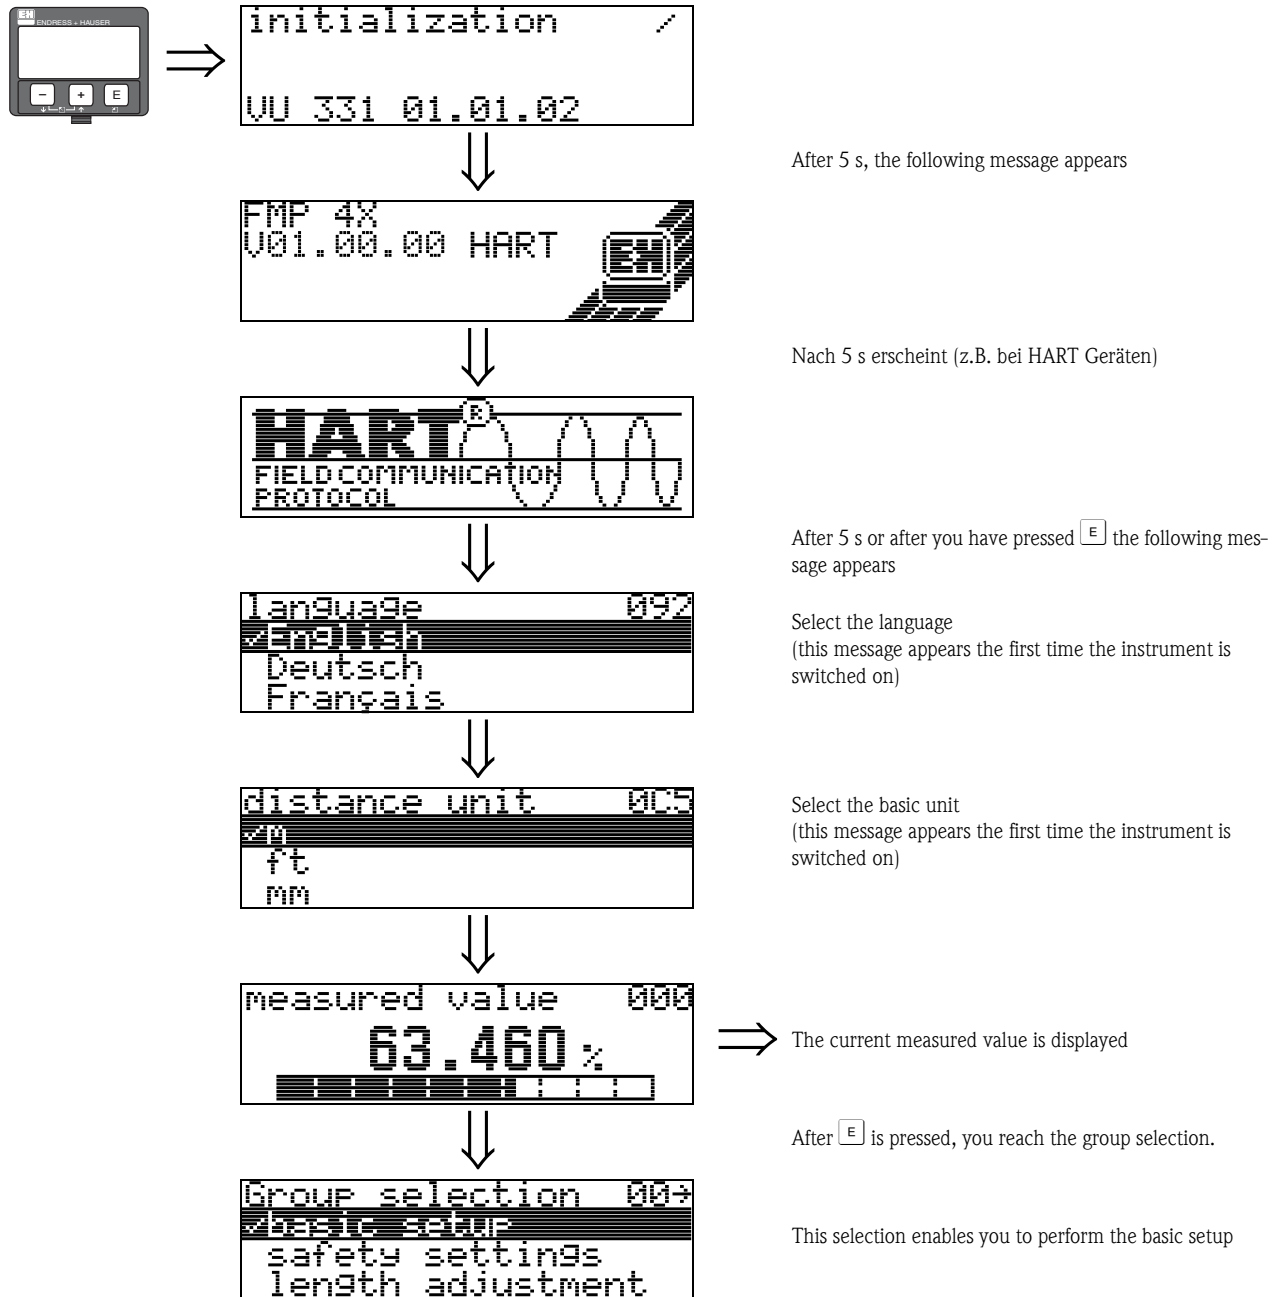 E+H ENDRESS + HAUSER
- + E
initialization /
VU 331 01.01.02
After 5 s, the following message appears
FMP 4X
V01.00.00 HART
EH
Nach 5 s erscheint (z.B. bei HART Geräten)
HART®
FIELD COMMUNICATION
PROTOCOL
After 5 s or after you have pressed E the following mes-
sage appears
language 092
✓English
Deutsch
Français
Select the language
(this message appears the first time the instrument is
switched on)
distance unit 0C5
✓m
ft
mm
Select the basic unit
(this message appears the first time the instrument is
switched on)
measured value 000
63.460 %
The current measured value is displayed
After E is pressed, you reach the group selection.
Group selection 00→
✓basic setup
safety settings
length adjustment
This selection enables you to perform the basic setup